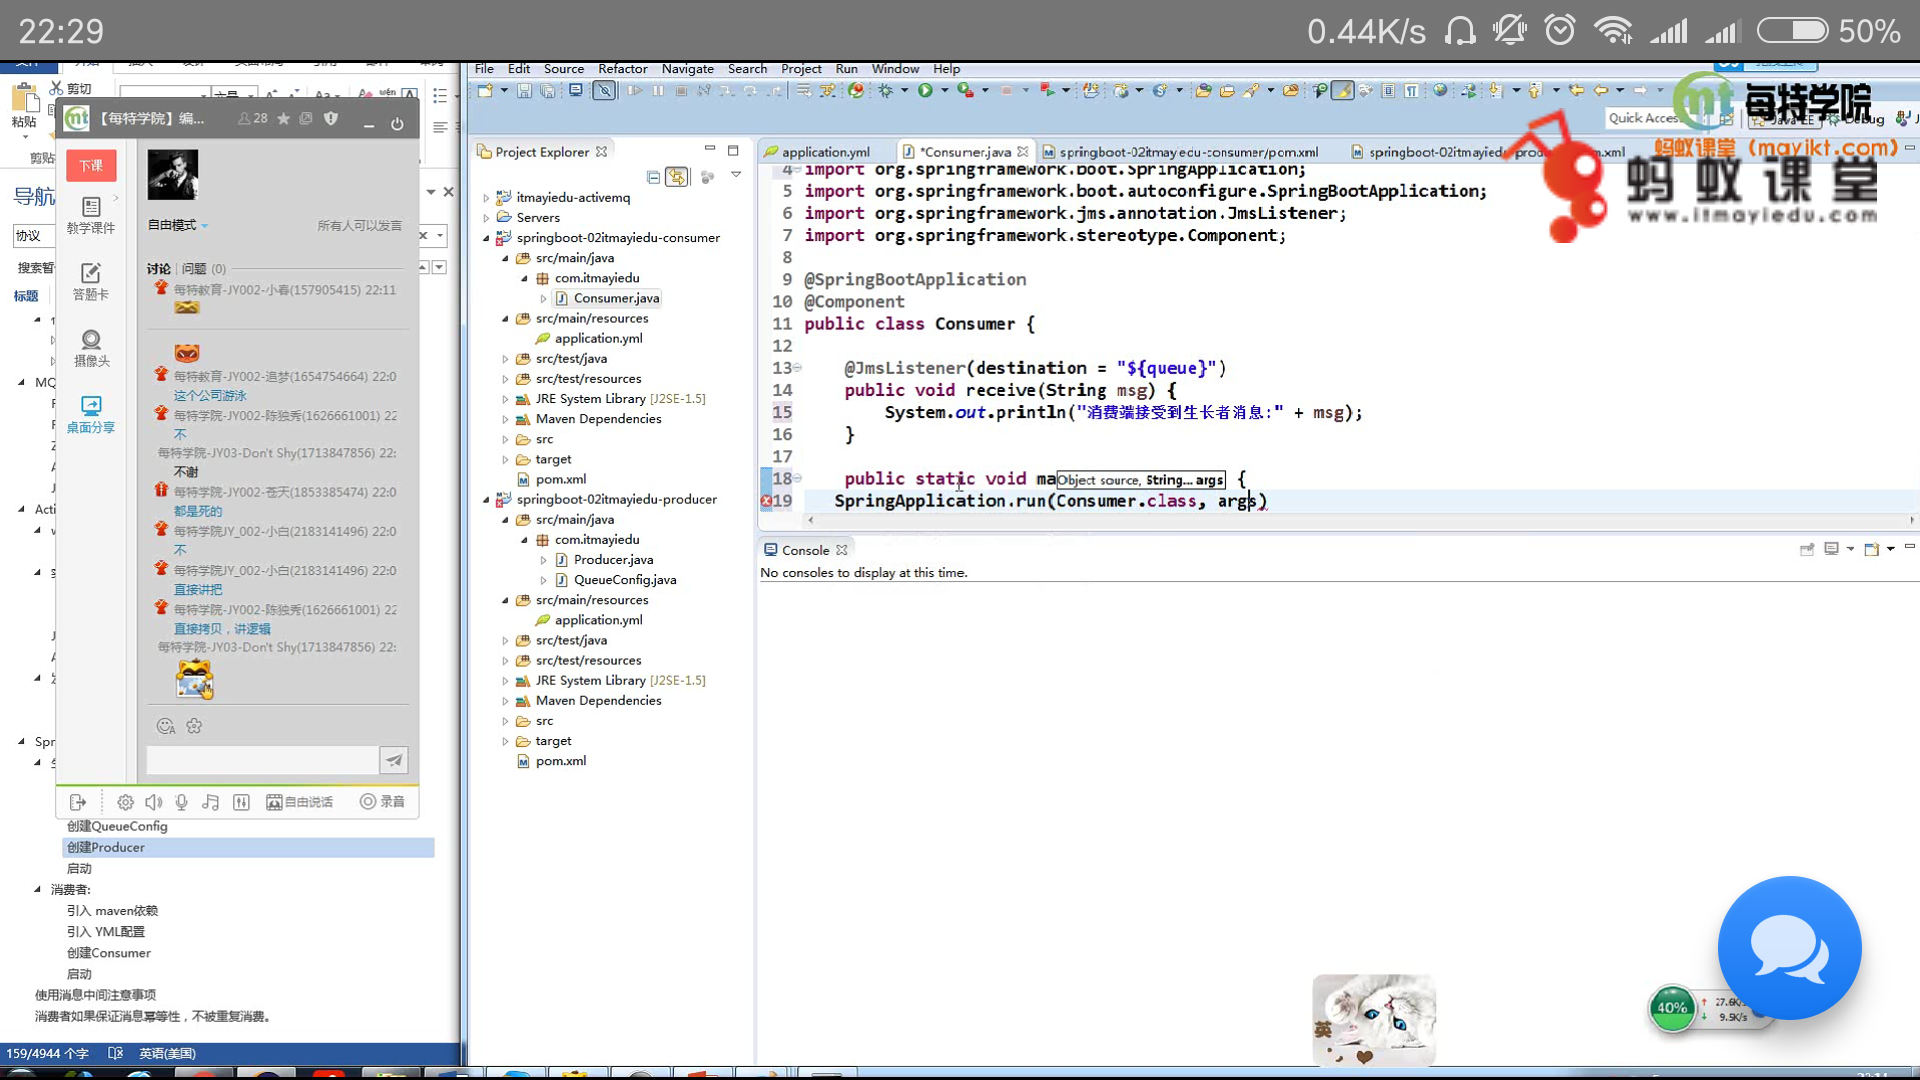 22:29
0.44K/s
50%
剪切
粘贴
导航
协议
标题
【每特学院】编...
28
下课
教学课件
答题卡
摄像头
桌面分享
自由模式
所有人可以发言
讨论 问题 (0)
每特教育-JY002-小春(157905415) 22:11
每特教育-JY002-追梦(1654754664) 22:0
这个公司游泳
每特学院-JY002-陈独秀(1626661001) 22
不
每特学院-JY03-Don't Shy(1713847856) 22:
不谢
每特学院-JY002-苍天(1853385474) 22:0
都是死的
每特学院JY_002-小白(2183141496) 22:0
不
每特学院JY_002-小白(2183141496) 22:0
直接讲把
每特学院-JY002-陈独秀(1626661001) 22
直接拷贝，讲逻辑
每特学院-JY03-Don't Shy(1713847856) 22:
自由说话
录音
创建QueueConfig
创建Producer
启动
消费者:
引入 maven依赖
引入 YML配置
创建Consumer
启动
使用消息中间注意事项
消费者如果保证消息幂等性，不被重复消费。
159/4944 个字
英语(美国)
File Edit Source Refactor Navigate Search Project Run Window Help
Quick Access
Java EE
Debug
每特学院
蚂蚁课堂（mayikt.com）
蚂蚁课堂
www.itmayiedu.com
Project Explorer
itmayiedu-activemq
Servers
springboot-02itmayiedu-consumer
src/main/java
com.itmayiedu
Consumer.java
src/main/resources
application.yml
src/test/java
src/test/resources
JRE System Library [J2SE-1.5]
Maven Dependencies
src
target
pom.xml
springboot-02itmayiedu-producer
src/main/java
com.itmayiedu
Producer.java
QueueConfig.java
src/main/resources
application.yml
src/test/java
src/test/resources
JRE System Library [J2SE-1.5]
Maven Dependencies
src
target
pom.xml
application.yml
*Consumer.java
springboot-02itmayiedu-consumer/pom.xml
4 import org.springframework.boot.SpringApplication;
5 import org.springframework.boot.autoconfigure.SpringBootApplication;
6 import org.springframework.jms.annotation.JmsListener;
7 import org.springframework.stereotype.Component;
8
9 @SpringBootApplication
10 @Component
11 public class Consumer {
12
13 @JmsListener(destination = "${queue}")
14 public void receive(String msg) {
15 System.out.println("消费端接受到生长者消息:" + msg);
16 }
17
18 public static void ma
Object source, String... args
{
19 SpringApplication.run(Consumer.class, args)
Console
No consoles to display at this time.
英
40%
27.6K/s
9.5K/s